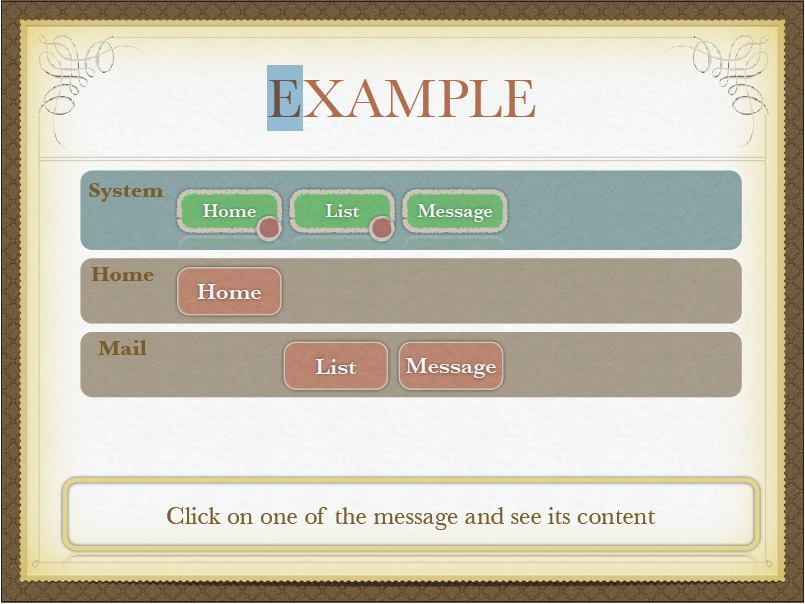 EXAMPLE
System
Home
List
Message
Home
Home
Mail
List
Message
Click on one of the message and see its content